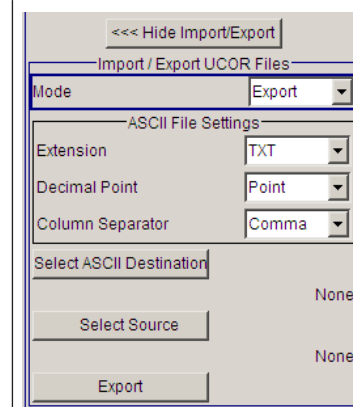 <<< Hide Import/Export
Import / Export UCOR Files
Mode Export
ASCII File Settings
Extension TXT
Decimal Point Point
Column Separator Comma
Select ASCII Destination
None
Select Source
None
Export